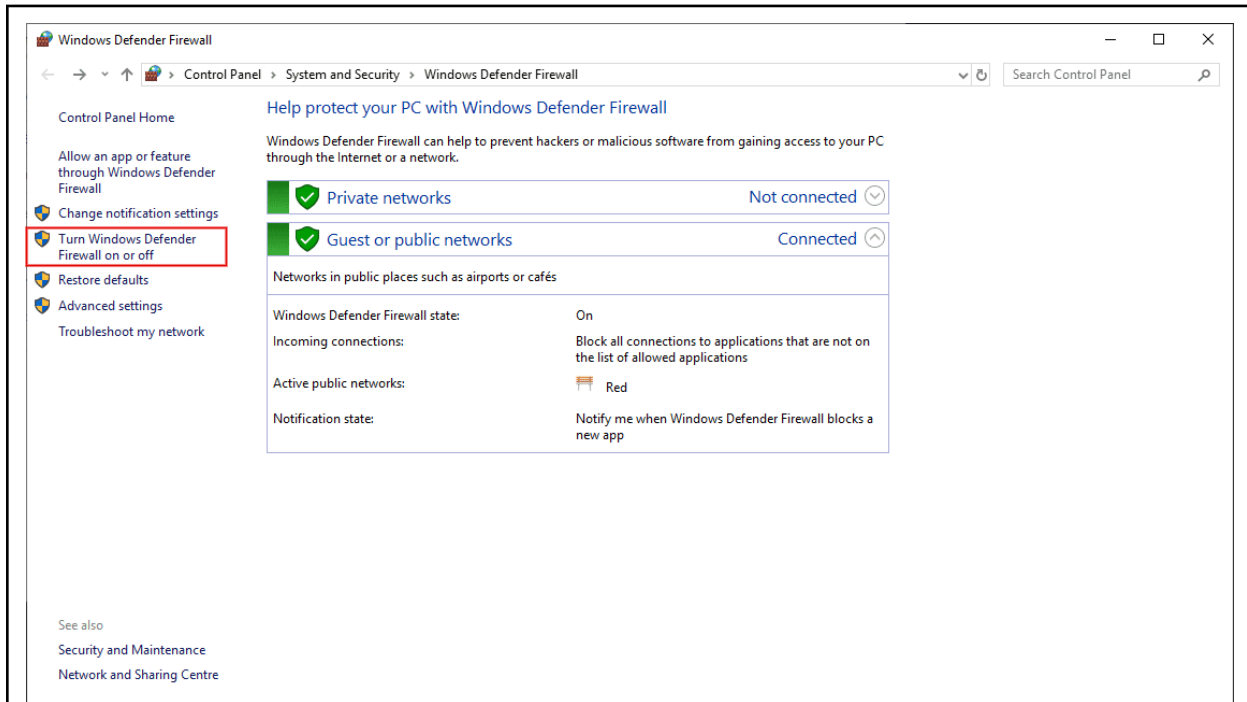 Windows Defender Firewall
Control Panel > System and Security > Windows Defender Firewall
Search Control Panel
Control Panel Home
Allow an app or feature
through Windows Defender
Firewall
Change notification settings
Turn Windows Defender
Firewall on or off
Restore defaults
Advanced settings
Troubleshoot my network
See also
Security and Maintenance
Network and Sharing Centre
Help protect your PC with Windows Defender Firewall
Windows Defender Firewall can help to prevent hackers or malicious software from gaining access to your PC
through the Internet or a network.
Private networks Not connected
Guest or public networks Connected
Networks in public places such as airports or cafés
Windows Defender Firewall state: On
Incoming connections: Block all connections to applications that are not on
the list of allowed applications
Active public networks: Red
Notification state: Notify me when Windows Defender Firewall blocks a
new app